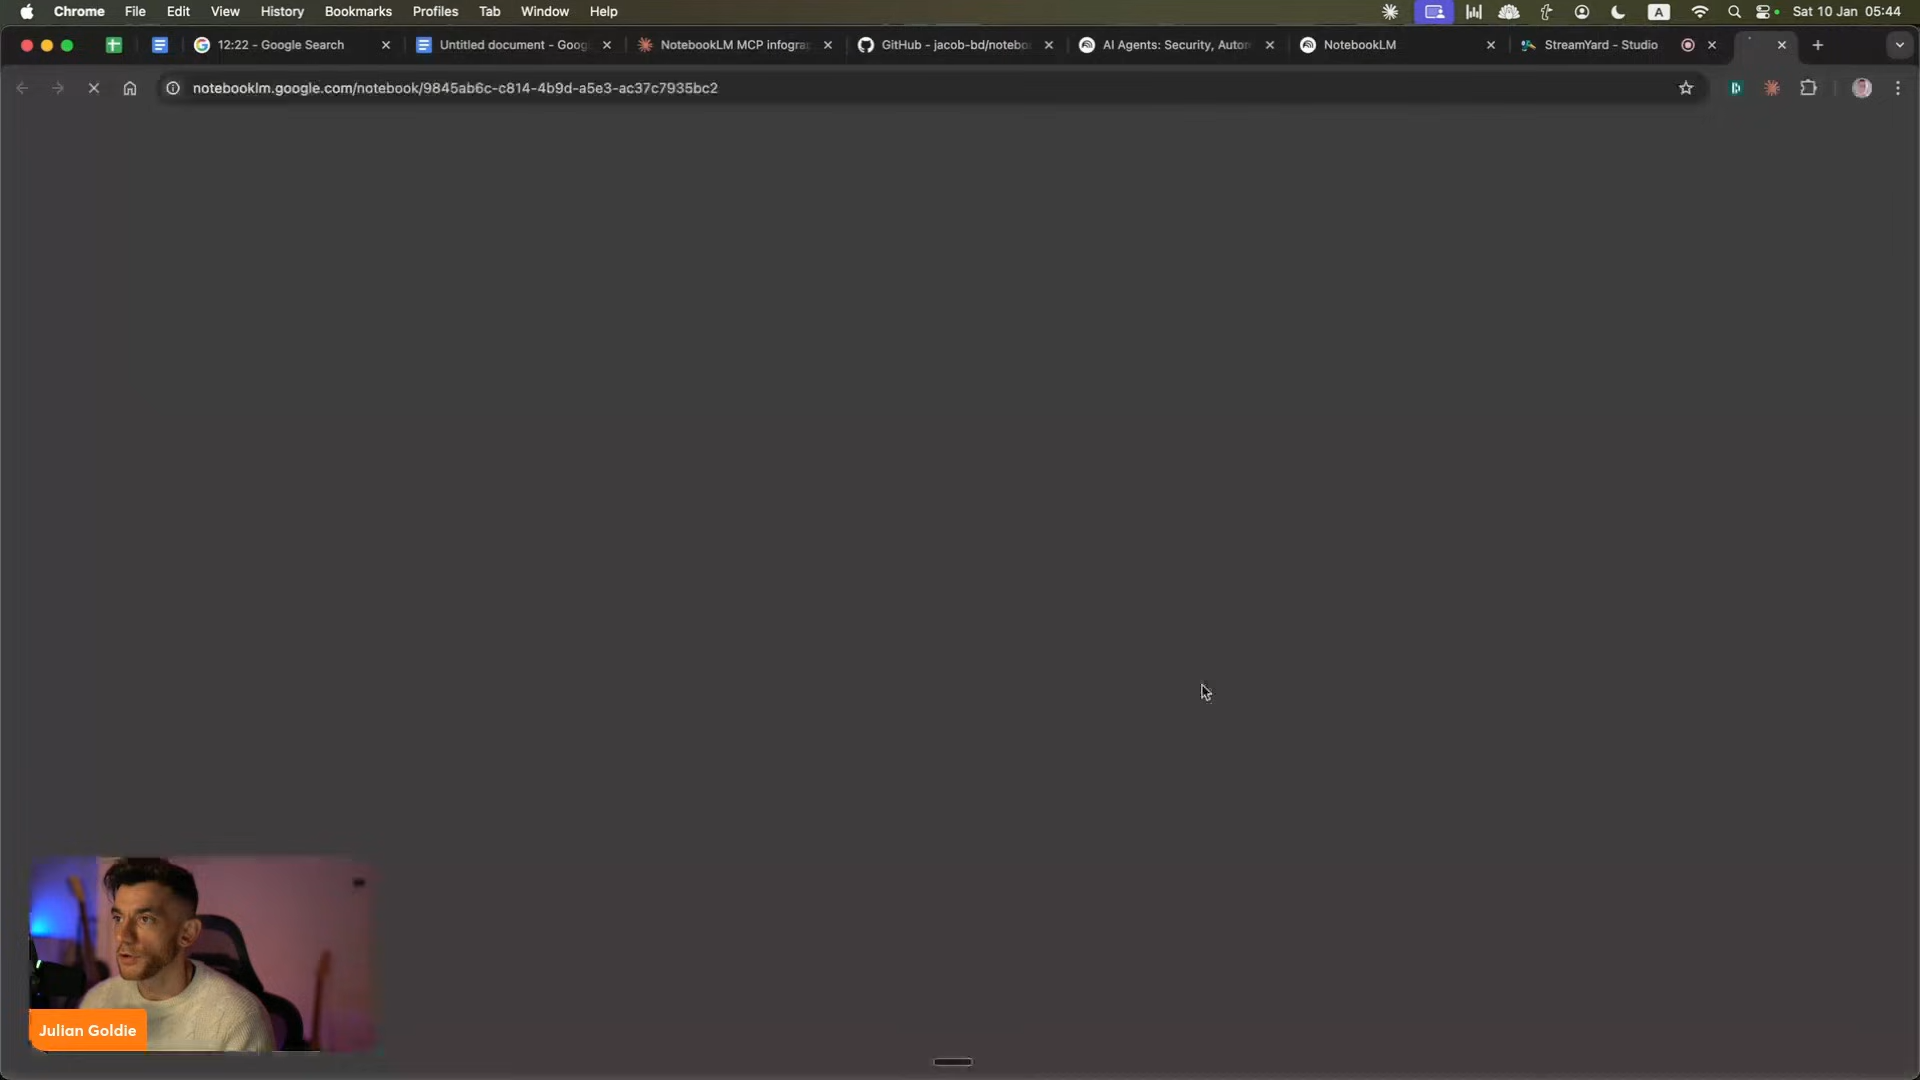 Chrome File Edit View History Bookmarks Profiles Tab Window Help A Sat 10 Jan 05:44
12:22 - Google Search Untitled document - Goog NotebookLM MCP infogra GitHub - jacob-bd/notebo AI Agents: Security, Auton NotebookLM StreamYard - Studio
notebooklm.google.com/notebook/9845ab6c-c814-4b9d-a5e3-ac37c7935bc2
Julian Goldie